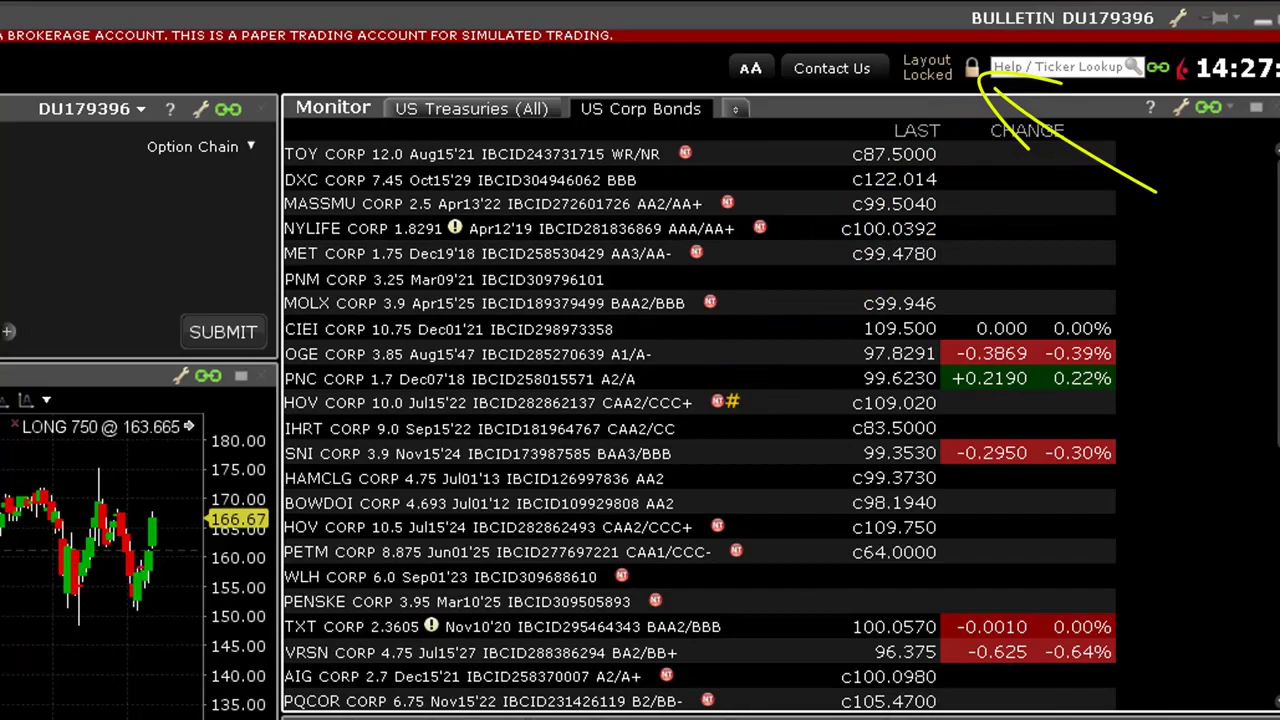 BULLETIN DU179396
A BROKERAGE ACCOUNT. THIS IS A PAPER TRADING ACCOUNT FOR SIMULATED TRADING.
AA Contact Us Layout Locked Help / Ticker Lookup 14:27:
DU179396 ?
Option Chain
SUBMIT
LONG 750 @ 163.665
180.00
175.00
170.00
166.67
165.00
160.00
155.00
150.00
145.00
140.00
135.00
Monitor US Treasuries (All) US Corp Bonds ?
LAST CHANGE
TOY CORP 12.0 Aug15'21 IBCID243731715 WR/NR NT c87.5000
DXC CORP 7.45 Oct15'29 IBCID304946062 BBB c122.014
MASSMU CORP 2.5 Apr13'22 IBCID272601726 AA2/AA+ NT c99.5040
NYLIFE CORP 1.8291 ! Apr12'19 IBCID281836869 AAA/AA+ NT c100.0392
MET CORP 1.75 Dec19'18 IBCID258530429 AA3/AA- NT c99.4780
PNM CORP 3.25 Mar09'21 IBCID309796101
MOLX CORP 3.9 Apr15'25 IBCID189379499 BAA2/BBB NT c99.946
CIEI CORP 10.75 Dec01'21 IBCID298973358 109.500 0.000 0.00%
OGE CORP 3.85 Aug15'47 IBCID285270639 A1/A- 97.8291 -0.3869 -0.39%
PNC CORP 1.7 Dec07'18 IBCID258015571 A2/A 99.6230 +0.2190 0.22%
HOV CORP 10.0 Jul15'22 IBCID282862137 CAA2/CCC+ NT # c109.020
IHRT CORP 9.0 Sep15'22 IBCID181964767 CAA2/CC c83.5000
SNI CORP 3.9 Nov15'24 IBCID173987585 BAA3/BBB 99.3530 -0.2950 -0.30%
HAMCLG CORP 4.75 Jul01'13 IBCID126997836 AA2 c99.3730
BOWDOI CORP 4.693 Jul01'12 IBCID109929808 AA2 c98.1940
HOV CORP 10.5 Jul15'24 IBCID282862493 CAA2/CCC+ NT c109.750
PETM CORP 8.875 Jun01'25 IBCID277697221 CAA1/CCC- NT c64.0000
WLH CORP 6.0 Sep01'23 IBCID309688610 NT
PENSKE CORP 3.95 Mar10'25 IBCID309505893 NT
TXT CORP 2.3605 ! Nov10'20 IBCID295464343 BAA2/BBB 100.0570 -0.0010 0.00%
VRSN CORP 4.75 Jul15'27 IBCID288386294 BA2/BB+ 96.375 -0.625 -0.64%
AIG CORP 2.7 Dec15'21 IBCID258370007 A2/A+ NT c100.0980
PQCOR CORP 6.75 Nov15'22 IBCID231426119 B2/BB- NT c105.4700